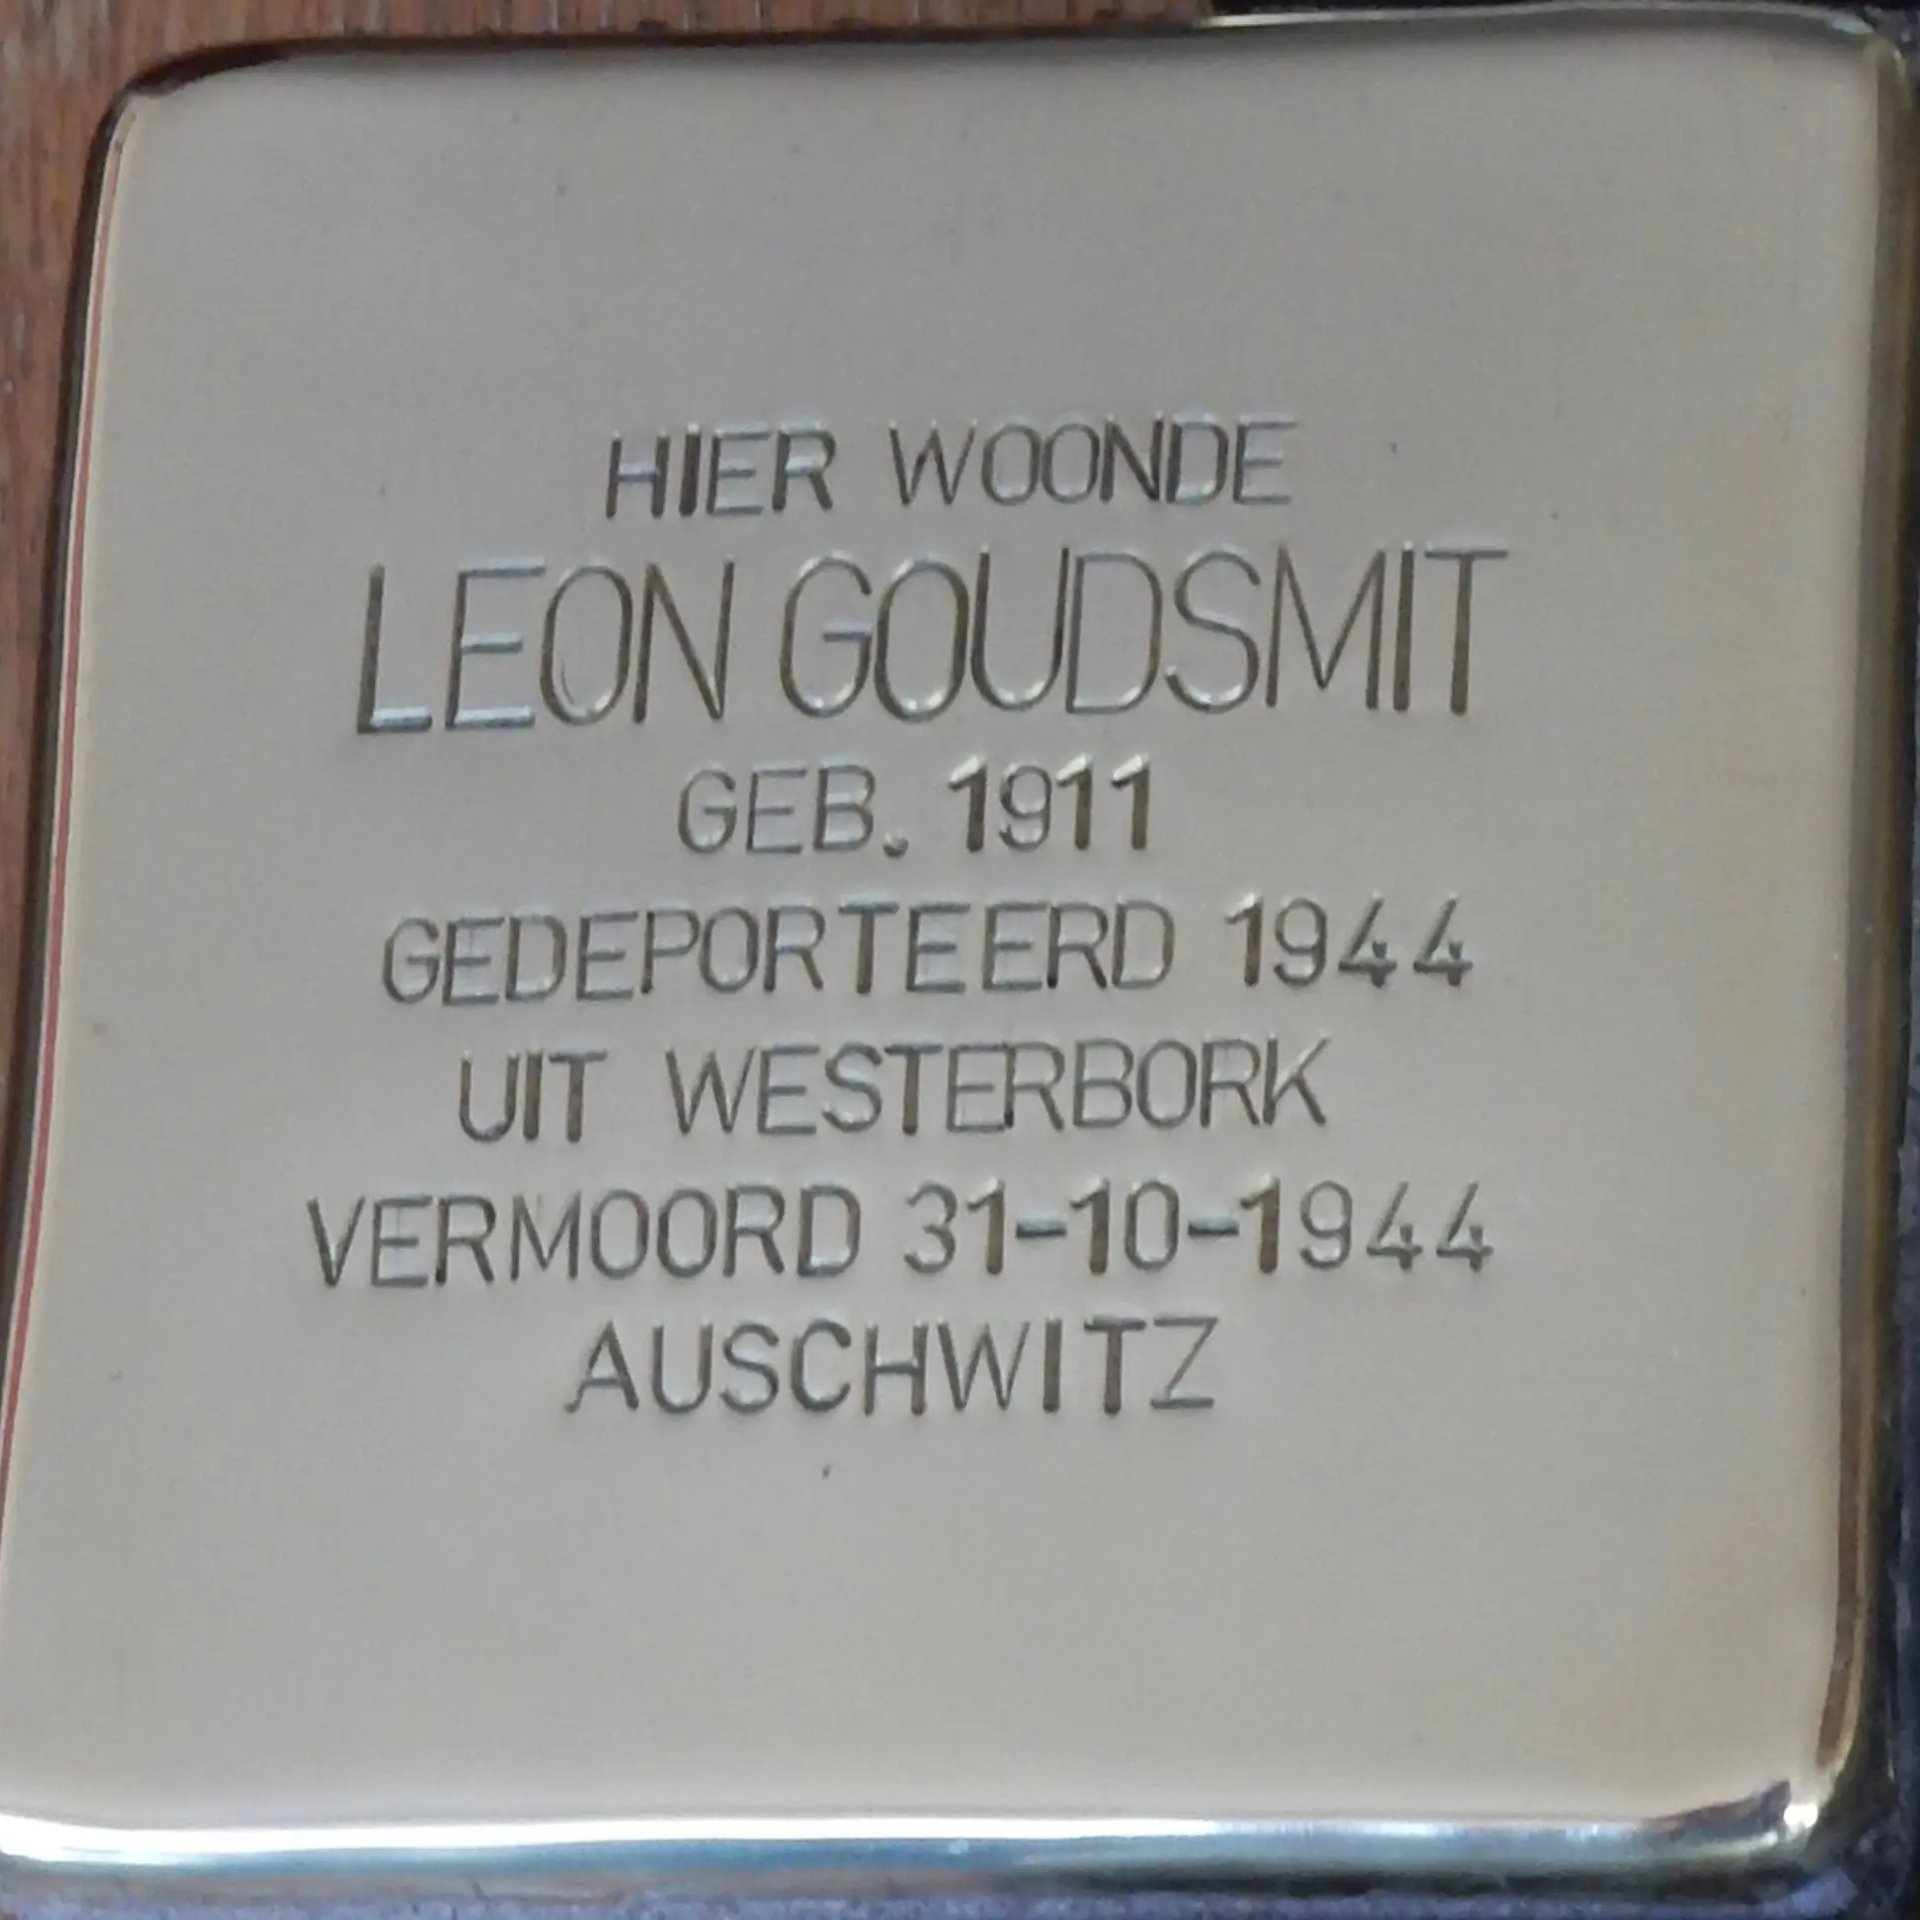 HIER WOONDE
LEON GOUDSMIT
GEB. 1911
GEDEPORTEERD 1944
UIT WESTERBORK
VERMOORD 31-10-1944
AUSCHWITZ